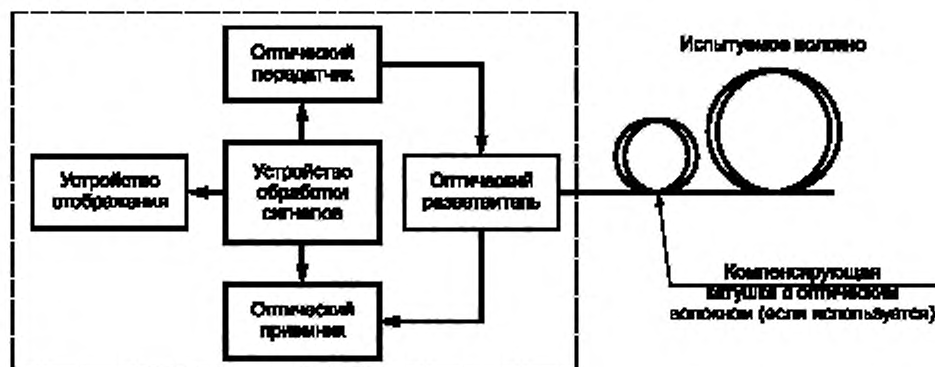 Оптический
передатчик
Испытуемое волокно
Устройство
отображения
Устройство
обработки
сигналов
Оптический
разветвитель
Оптический
приемник
Компенсирующая
катушка с оптическим
волокном (если используется)